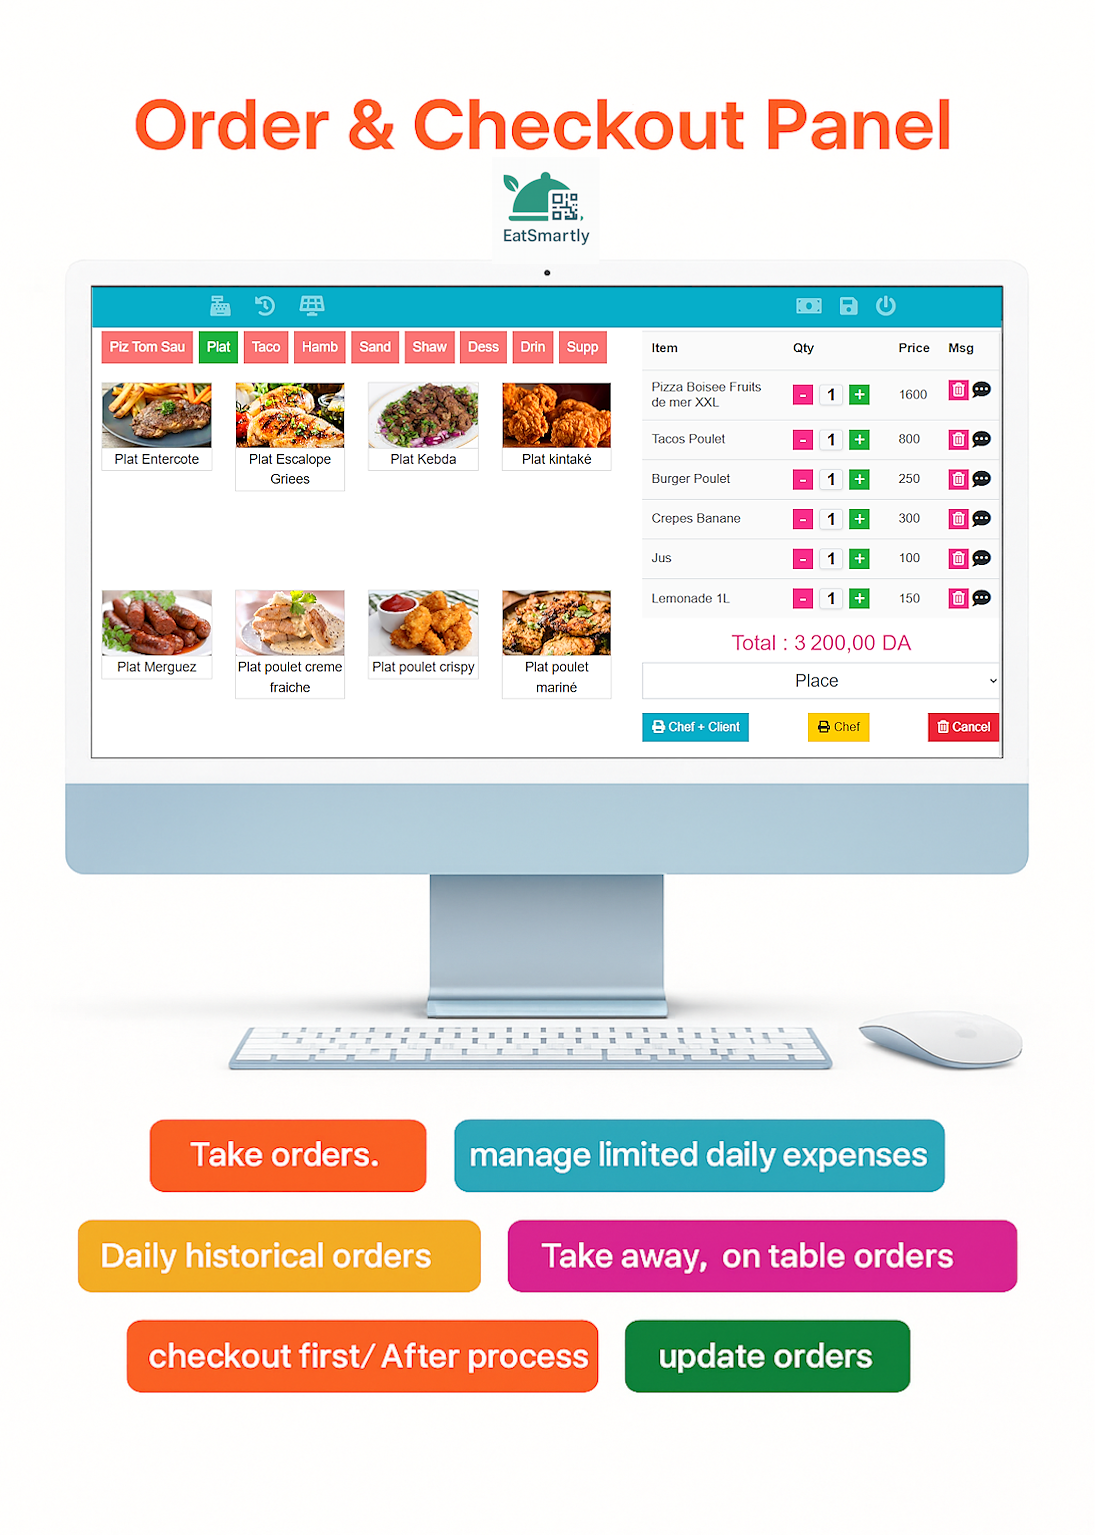 Order & Checkout Panel
EatSmartly
Piz Tom Sau Plat Taco Hamb Sand Shaw Dess Drin Supp
Plat Entercote
Plat Escalope
Griees
Plat Kebda
Plat kintaké
Plat Merguez
Plat poulet creme
fraiche
Plat poulet crispy
Plat poulet
mariné
Item Qty Price Msg
Pizza Boisee Fruits
de mer XXL
- 1 + 1600
Tacos Poulet - 1 + 800
Burger Poulet - 1 + 250
Crepes Banane - 1 + 300
Jus - 1 + 100
Lemonade 1L - 1 + 150
Total : 3 200,00 DA
Place
Chef + Client Chef Cancel
Take orders.
manage limited daily expenses
Daily historical orders
Take away, on table orders
checkout first/ After process
update orders